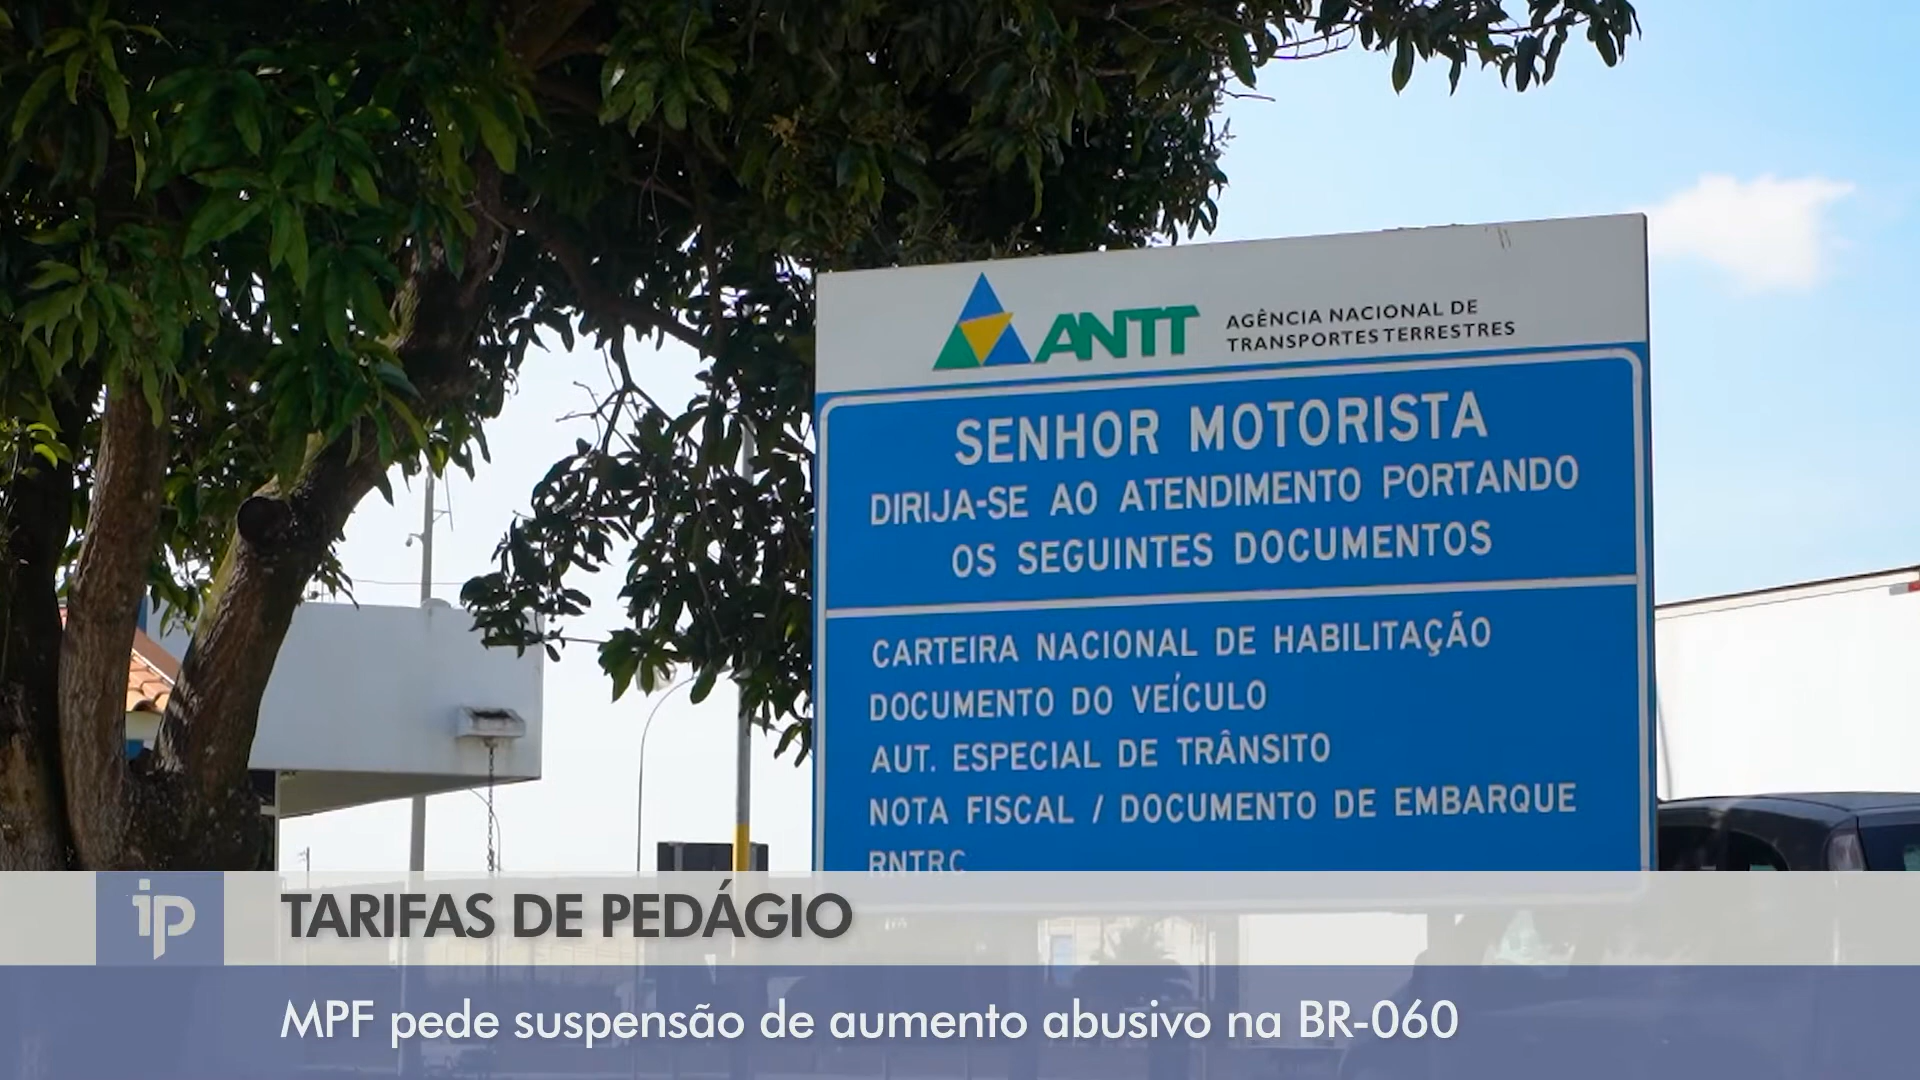 ANTT
AGÊNCIA NACIONAL DE
TRANSPORTES TERRESTRES
SENHOR MOTORISTA
DIRIJA-SE AO ATENDIMENTO PORTANDO
OS SEGUINTES DOCUMENTOS
CARTEIRA NACIONAL DE HABILITAÇÃO
DOCUMENTO DO VEÍCULO
AUT. ESPECIAL DE TRÂNSITO
NOTA FISCAL / DOCUMENTO DE EMBARQUE
RNTRC
ip
TARIFAS DE PEDÁGIO
MPF pede suspensão de aumento abusivo na BR-060